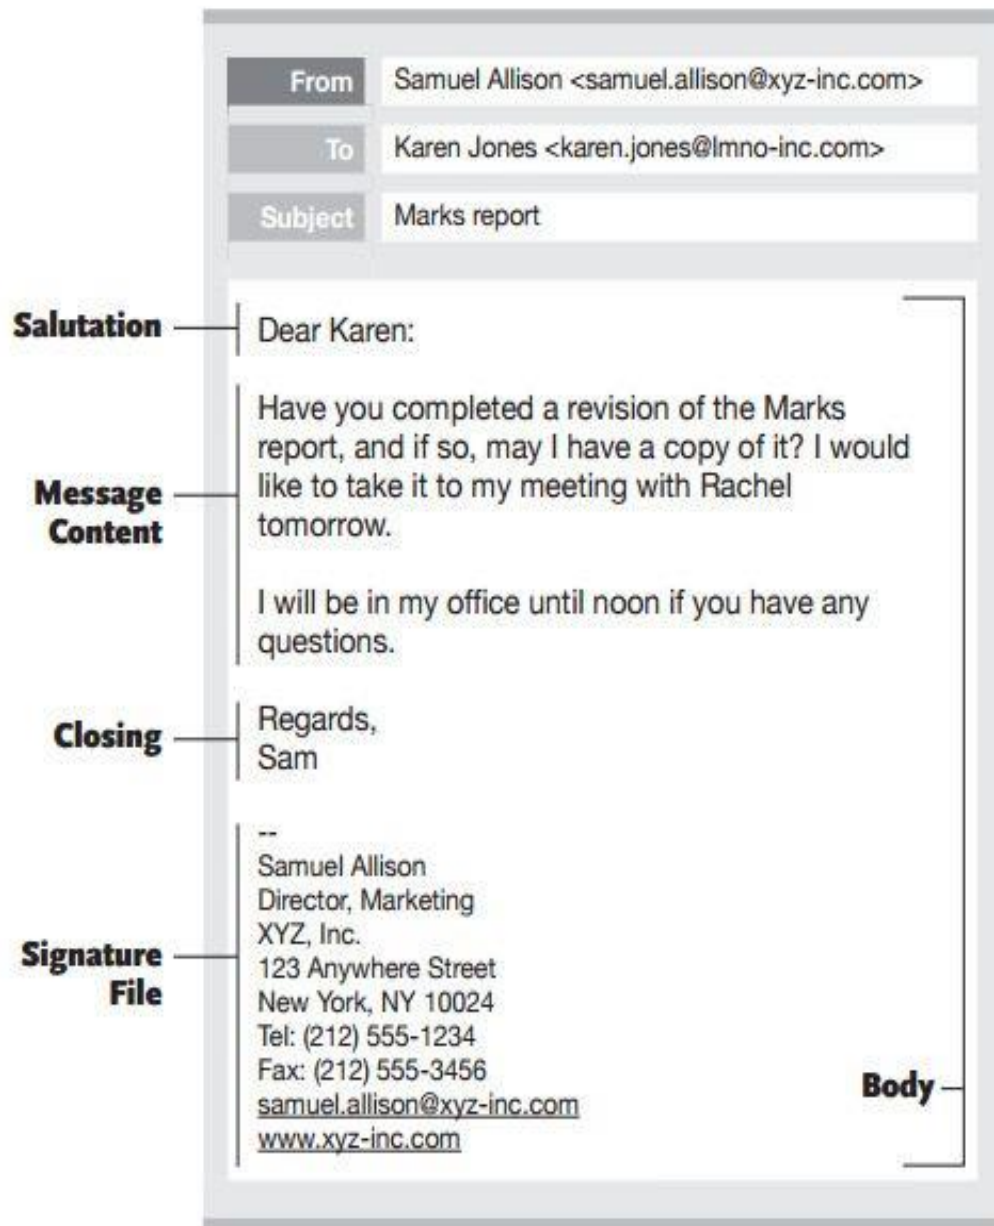 From Samuel Allison <samuel.allison@xyz-inc.com>
To Karen Jones <karen.jones@lmno-inc.com>
Subject Marks report
Salutation
Dear Karen:
Message
Content
Have you completed a revision of the Marks
report, and if so, may I have a copy of it? I would
like to take it to my meeting with Rachel
tomorrow.
I will be in my office until noon if you have any
questions.
Closing
Regards,
Sam
Signature
File
--
Samuel Allison
Director, Marketing
XYZ, Inc.
123 Anywhere Street
New York, NY 10024
Tel: (212) 555-1234
Fax: (212) 555-3456
samuel.allison@xyz-inc.com
www.xyz-inc.com
Body